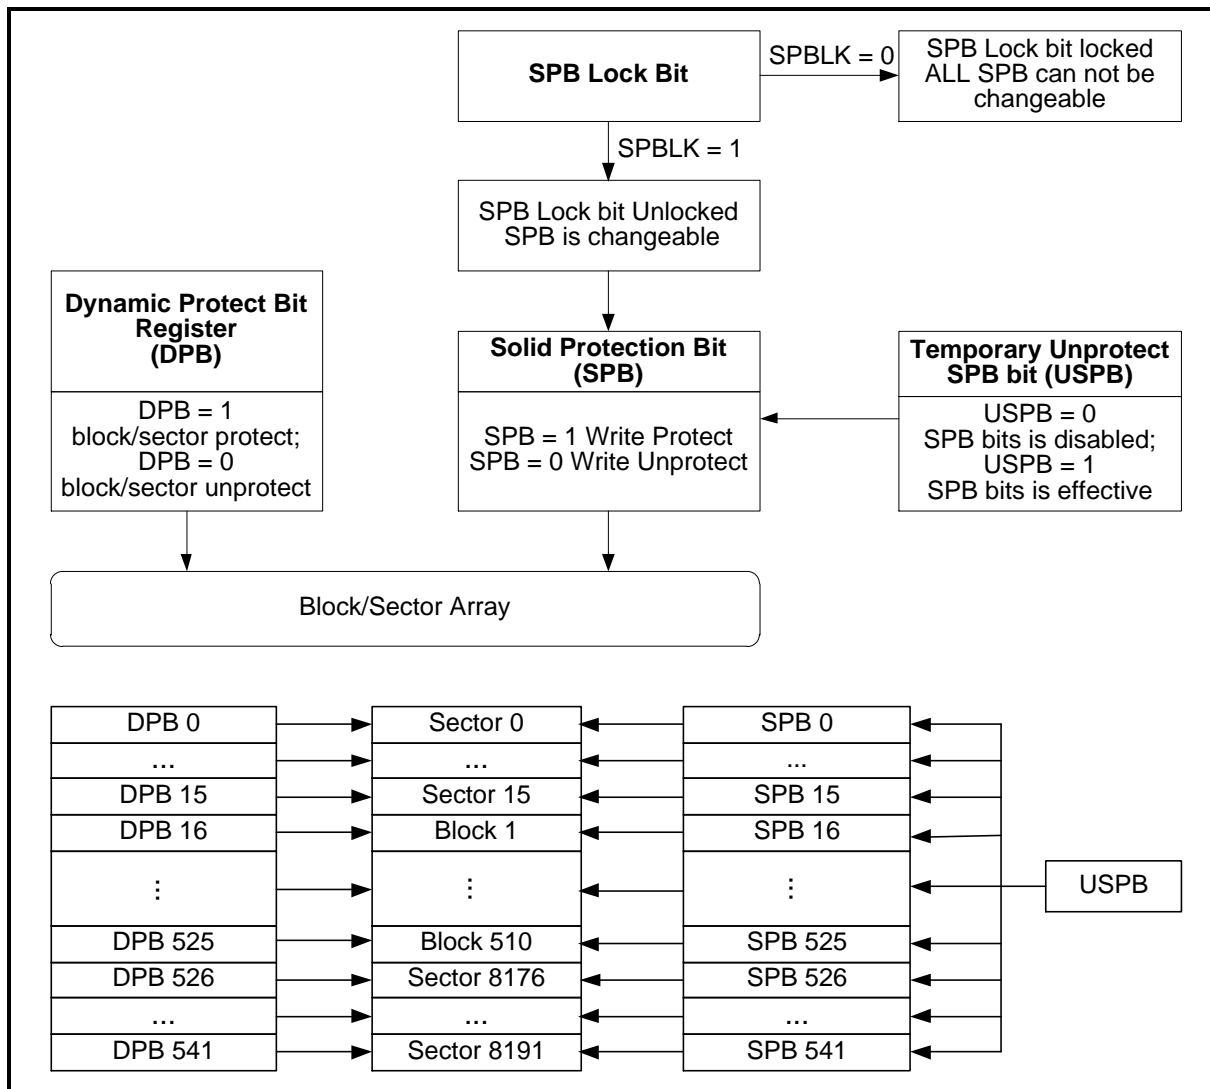 SPB Lock Bit
SPBLK = 0
SPB Lock bit locked
ALL SPB can not be
changeable
SPBLK = 1
SPB Lock bit Unlocked
SPB is changeable
Dynamic Protect Bit
Register
(DPB)
DPB = 1
block/sector protect;
DPB = 0
block/sector unprotect
Solid Protection Bit
(SPB)
SPB = 1 Write Protect
SPB = 0 Write Unprotect
Temporary Unprotect
SPB bit (USPB)
USPB = 0
SPB bits is disabled;
USPB = 1
SPB bits is effective
Block/Sector Array
DPB 0 Sector 0 SPB 0
... ... ...
DPB 15 Sector 15 SPB 15
DPB 16 Block 1 SPB 16
⋮ ⋮ ⋮
USPB
DPB 525 Block 510 SPB 525
DPB 526 Sector 8176 SPB 526
... ... ...
DPB 541 Sector 8191 SPB 541